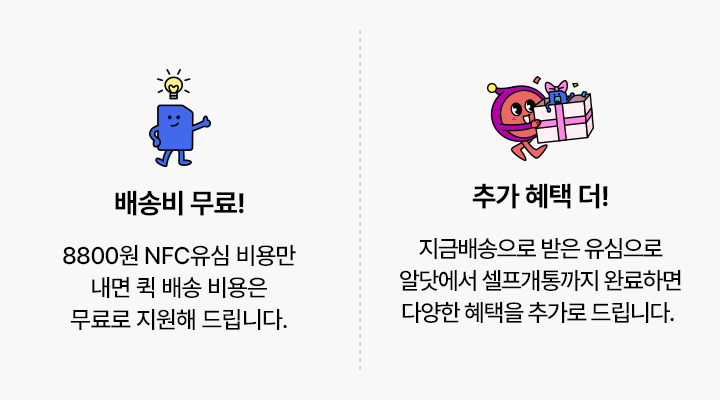 배송비 무료!
8800원 NFC유심 비용만
내면 퀵 배송 비용은
무료로 지원해 드립니다.
추가 혜택 더!
지금배송으로 받은 유심으로
알닷에서 셀프개통까지 완료하면
다양한 혜택을 추가로 드립니다.